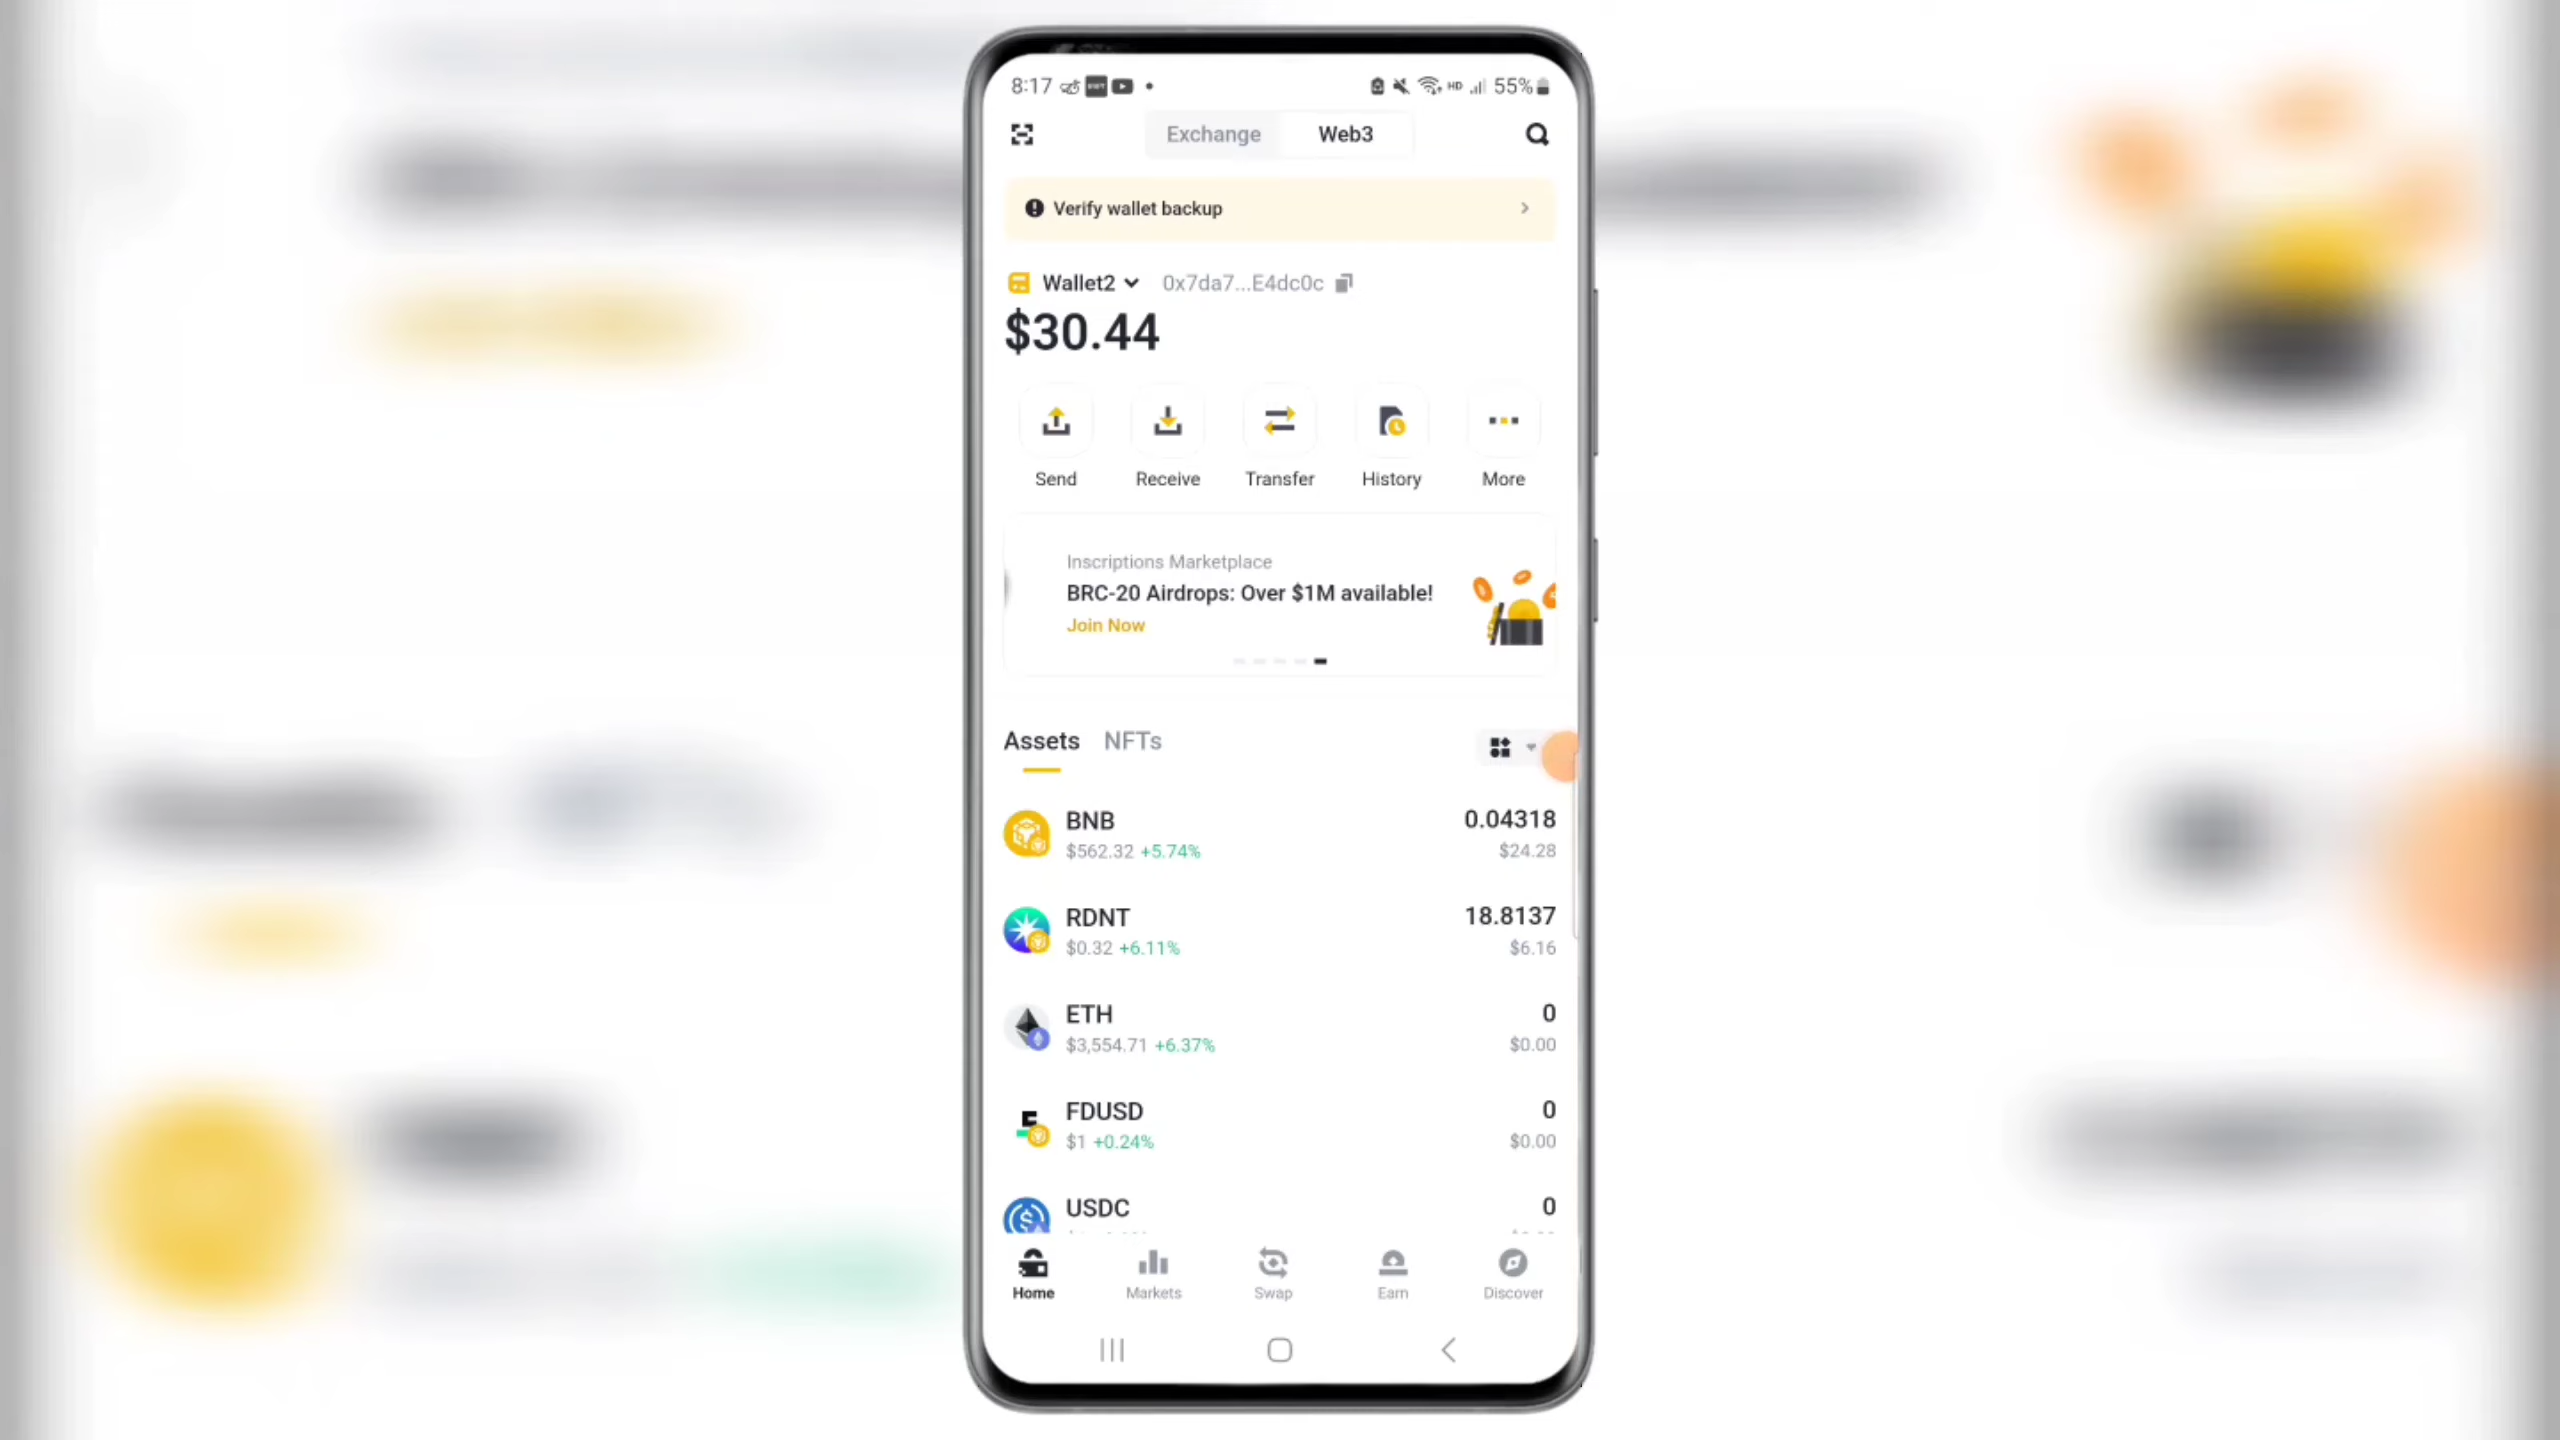 8:17
HD 55%
Exchange Web3
Verify wallet backup
Wallet2 0x7da7...E4dc0c
$30.44
Send Receive Transfer History More
Inscriptions Marketplace
BRC-20 Airdrops: Over $1M available!
Join Now
Assets NFTs
BNB 0.04318
$562.32 +5.74% $24.28
RDNT 18.8137
$0.32 +6.11% $6.16
ETH 0
$3,554.71 +6.37% $0.00
FDUSD 0
$1 +0.24% $0.00
USDC 0
Home Markets Swap Earn Discover